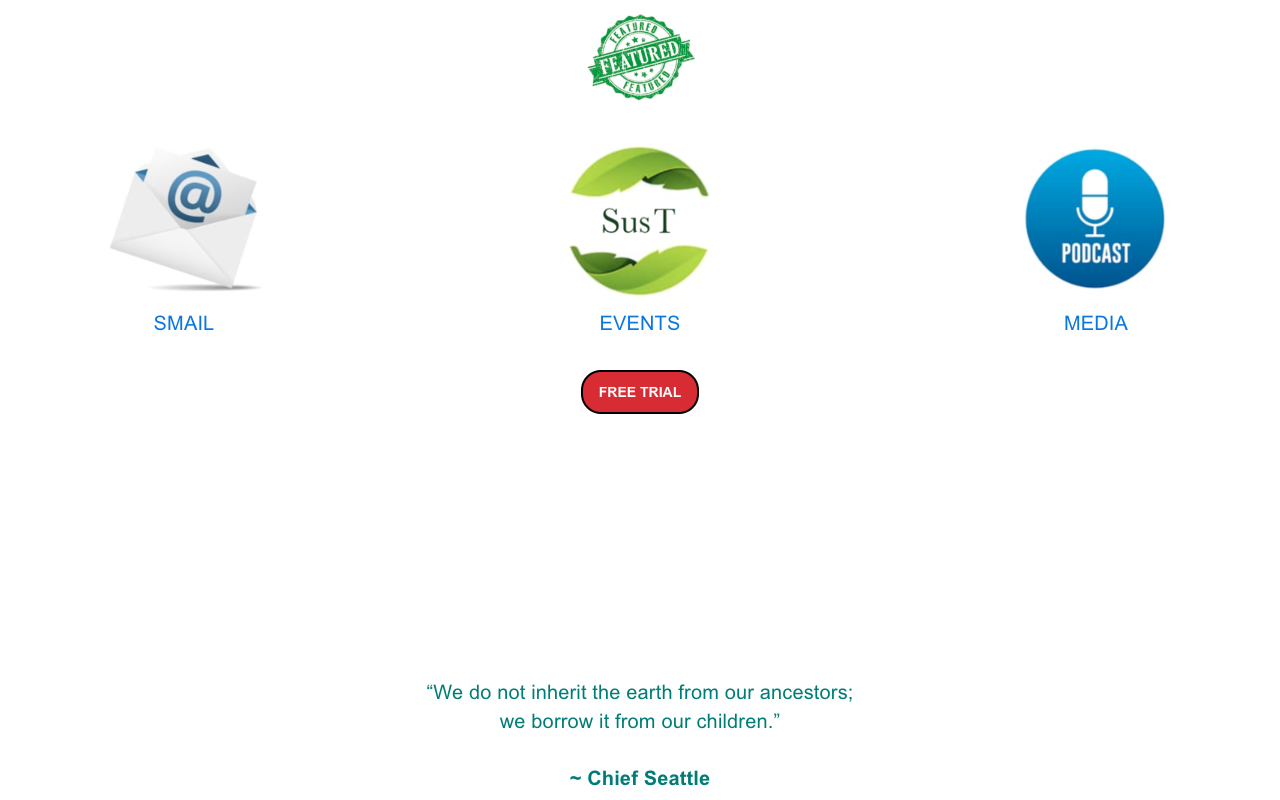 FEATURED
FEATURED
FEATURED
@
Sus T
PODCAST
SMAIL
EVENTS
MEDIA
FREE TRIAL
“We do not inherit the earth from our ancestors;
we borrow it from our children.”
~ Chief Seattle